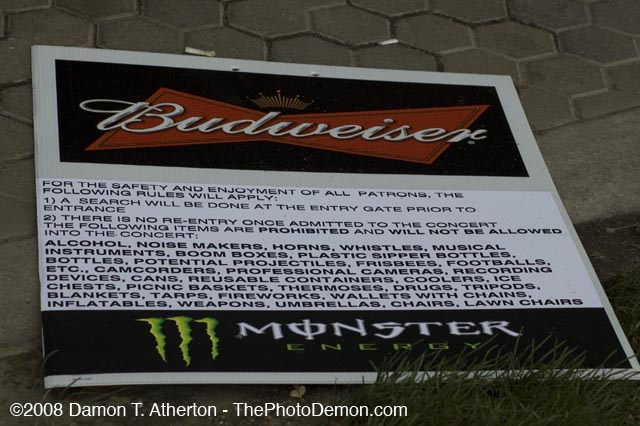 Budweiser
FOR THE SAFETY AND ENJOYMENT OF ALL PATRONS, THE
FOLLOWING RULES WILL APPLY:
1) A SEARCH WILL BE DONE AT THE ENTRY GATE PRIOR TO
ENTRANCE
2) THERE IS NO RE-ENTRY ONCE ADMITTED TO THE CONCERT
THE FOLLOWING ITEMS ARE PROHIBITED AND WILL NOT BE ALLOWED
INTO THE CONCERT:
ALCOHOL, NOISE MAKERS, HORNS, WHISTLES, MUSICAL
INSTRUMENTS, BOOM BOXES, PLASTIC SIPPER BOTTLES,
BOTTLES, POTENTIAL PROJECTILES, FRISBEES, FOOTBALLS,
ETC., CAMCORDERS, PROFESSIONAL CAMERAS, RECORDING
DEVICES, CANS, REUSABLE CONTAINERS, COOLERS, ICE
CHESTS, PICNIC BASKETS, THERMOSES, DRUGS, TRIPODS,
BLANKETS, TARPS, FIREWORKS, WALLETS WITH CHAINS,
INFLATABLES, WEAPONS, UMBRELLAS, CHAIRS, LAWN CHAIRS
MONSTER
ENERGY
©2008 Damon T. Atherton - ThePhotoDemon.com